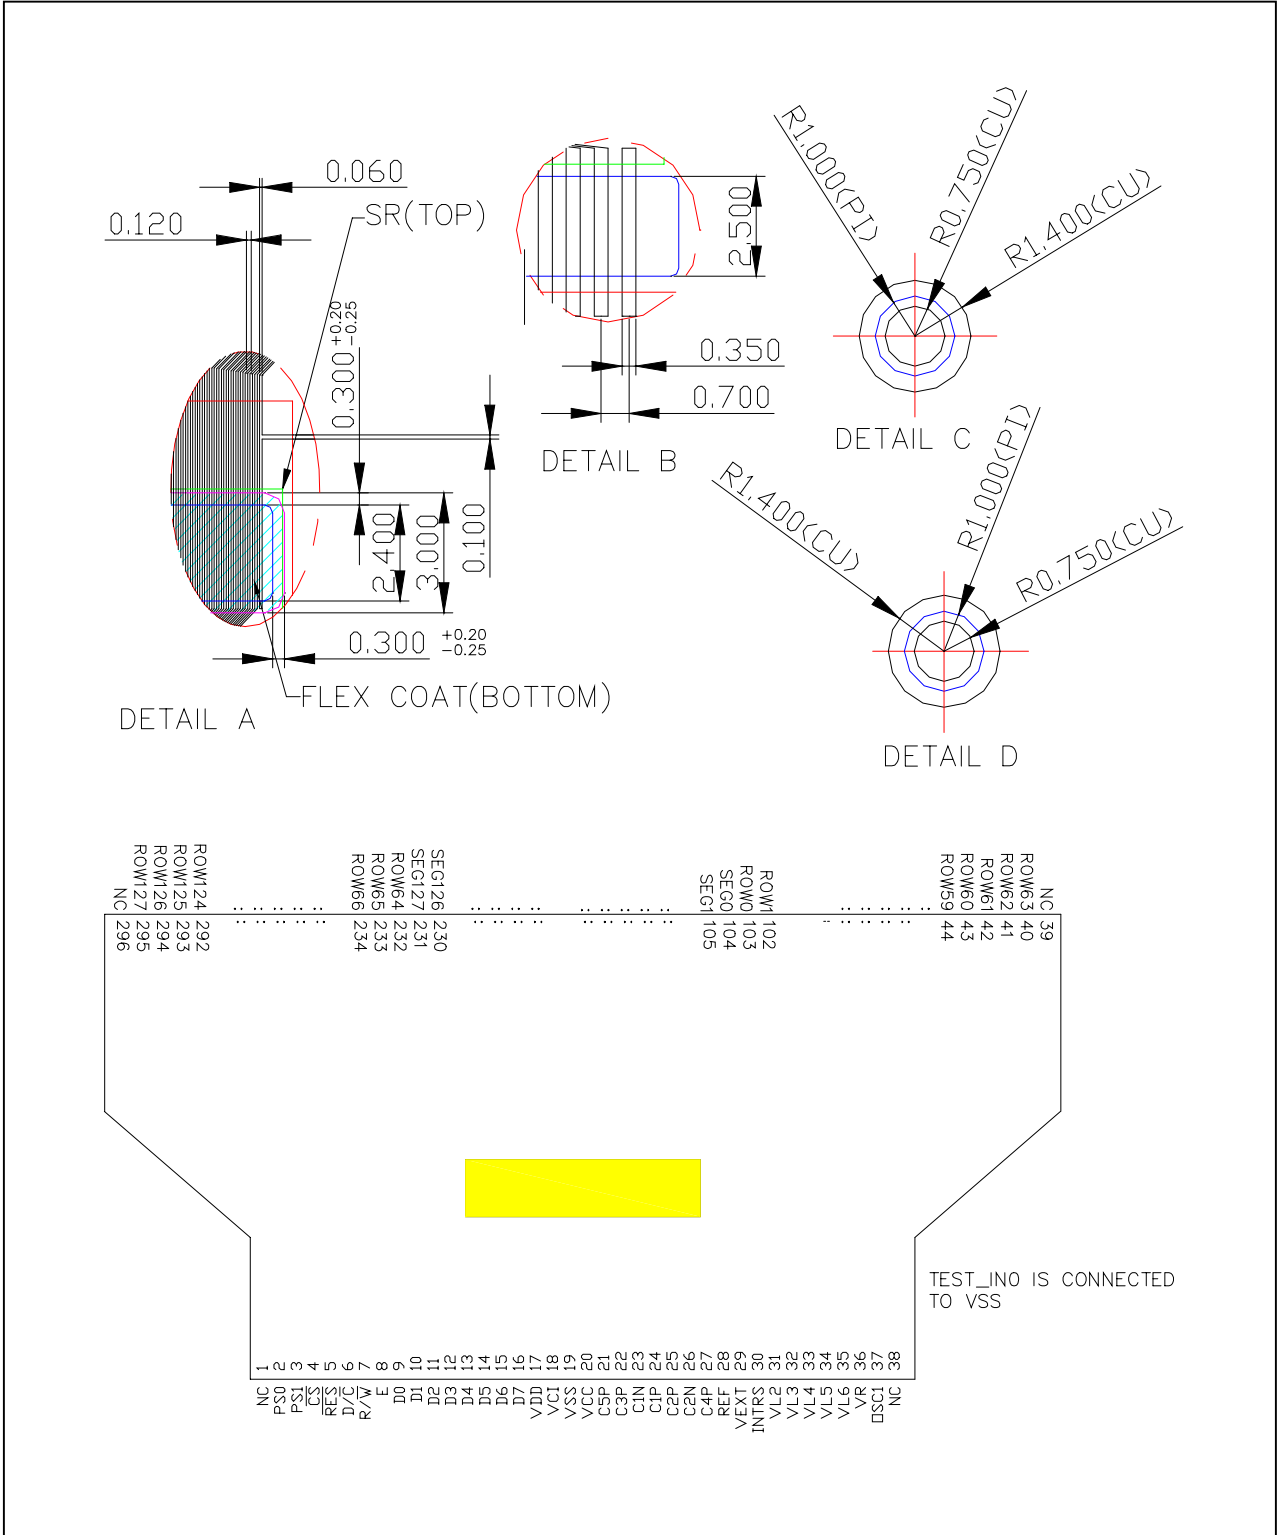 0.060
SR(TOP)
0.120
0.300 +0.20 -0.25
2.400
3.000
0.100
0.300 +0.20 -0.25
FLEX COAT(BOTTOM)
DETAIL A
2.500
0.350
0.700
DETAIL B
R1.000(PI)
R0.750(CU)
R1.400(CU)
DETAIL C
R1.400(CU)
R1.000(PI)
R0.750(CU)
DETAIL D
NC 296
ROW127 295
ROW126 294
ROW125 293
ROW124 292
ROW66 234
ROW65 233
ROW64 232
SEG127 231
SEG126 230
SEG1 105
SEG0 104
ROW0 103
ROW1 102
ROW59 44
ROW60 43
ROW61 42
ROW62 41
ROW63 40
NC 39
TEST_IN0 IS CONNECTED
TO VSS
NC 1
PS0 2
PS1 3
C̅S̅ 4
R̅E̅S̅ 5
D/C̅ 6
R/W̅ 7
E 8
D0 9
D1 10
D2 11
D3 12
D4 13
D5 14
D6 15
D7 16
VDD 17
VCI 18
VSS 19
VCC 20
C5P 21
C3P 22
C1N 23
C1P 24
C2P 25
C2N 26
C4P 27
REF 28
VEXT 29
INTRS 30
VL2 31
VL3 32
VL4 33
VL5 34
VL6 35
VR 36
OSC1 37
NC 38